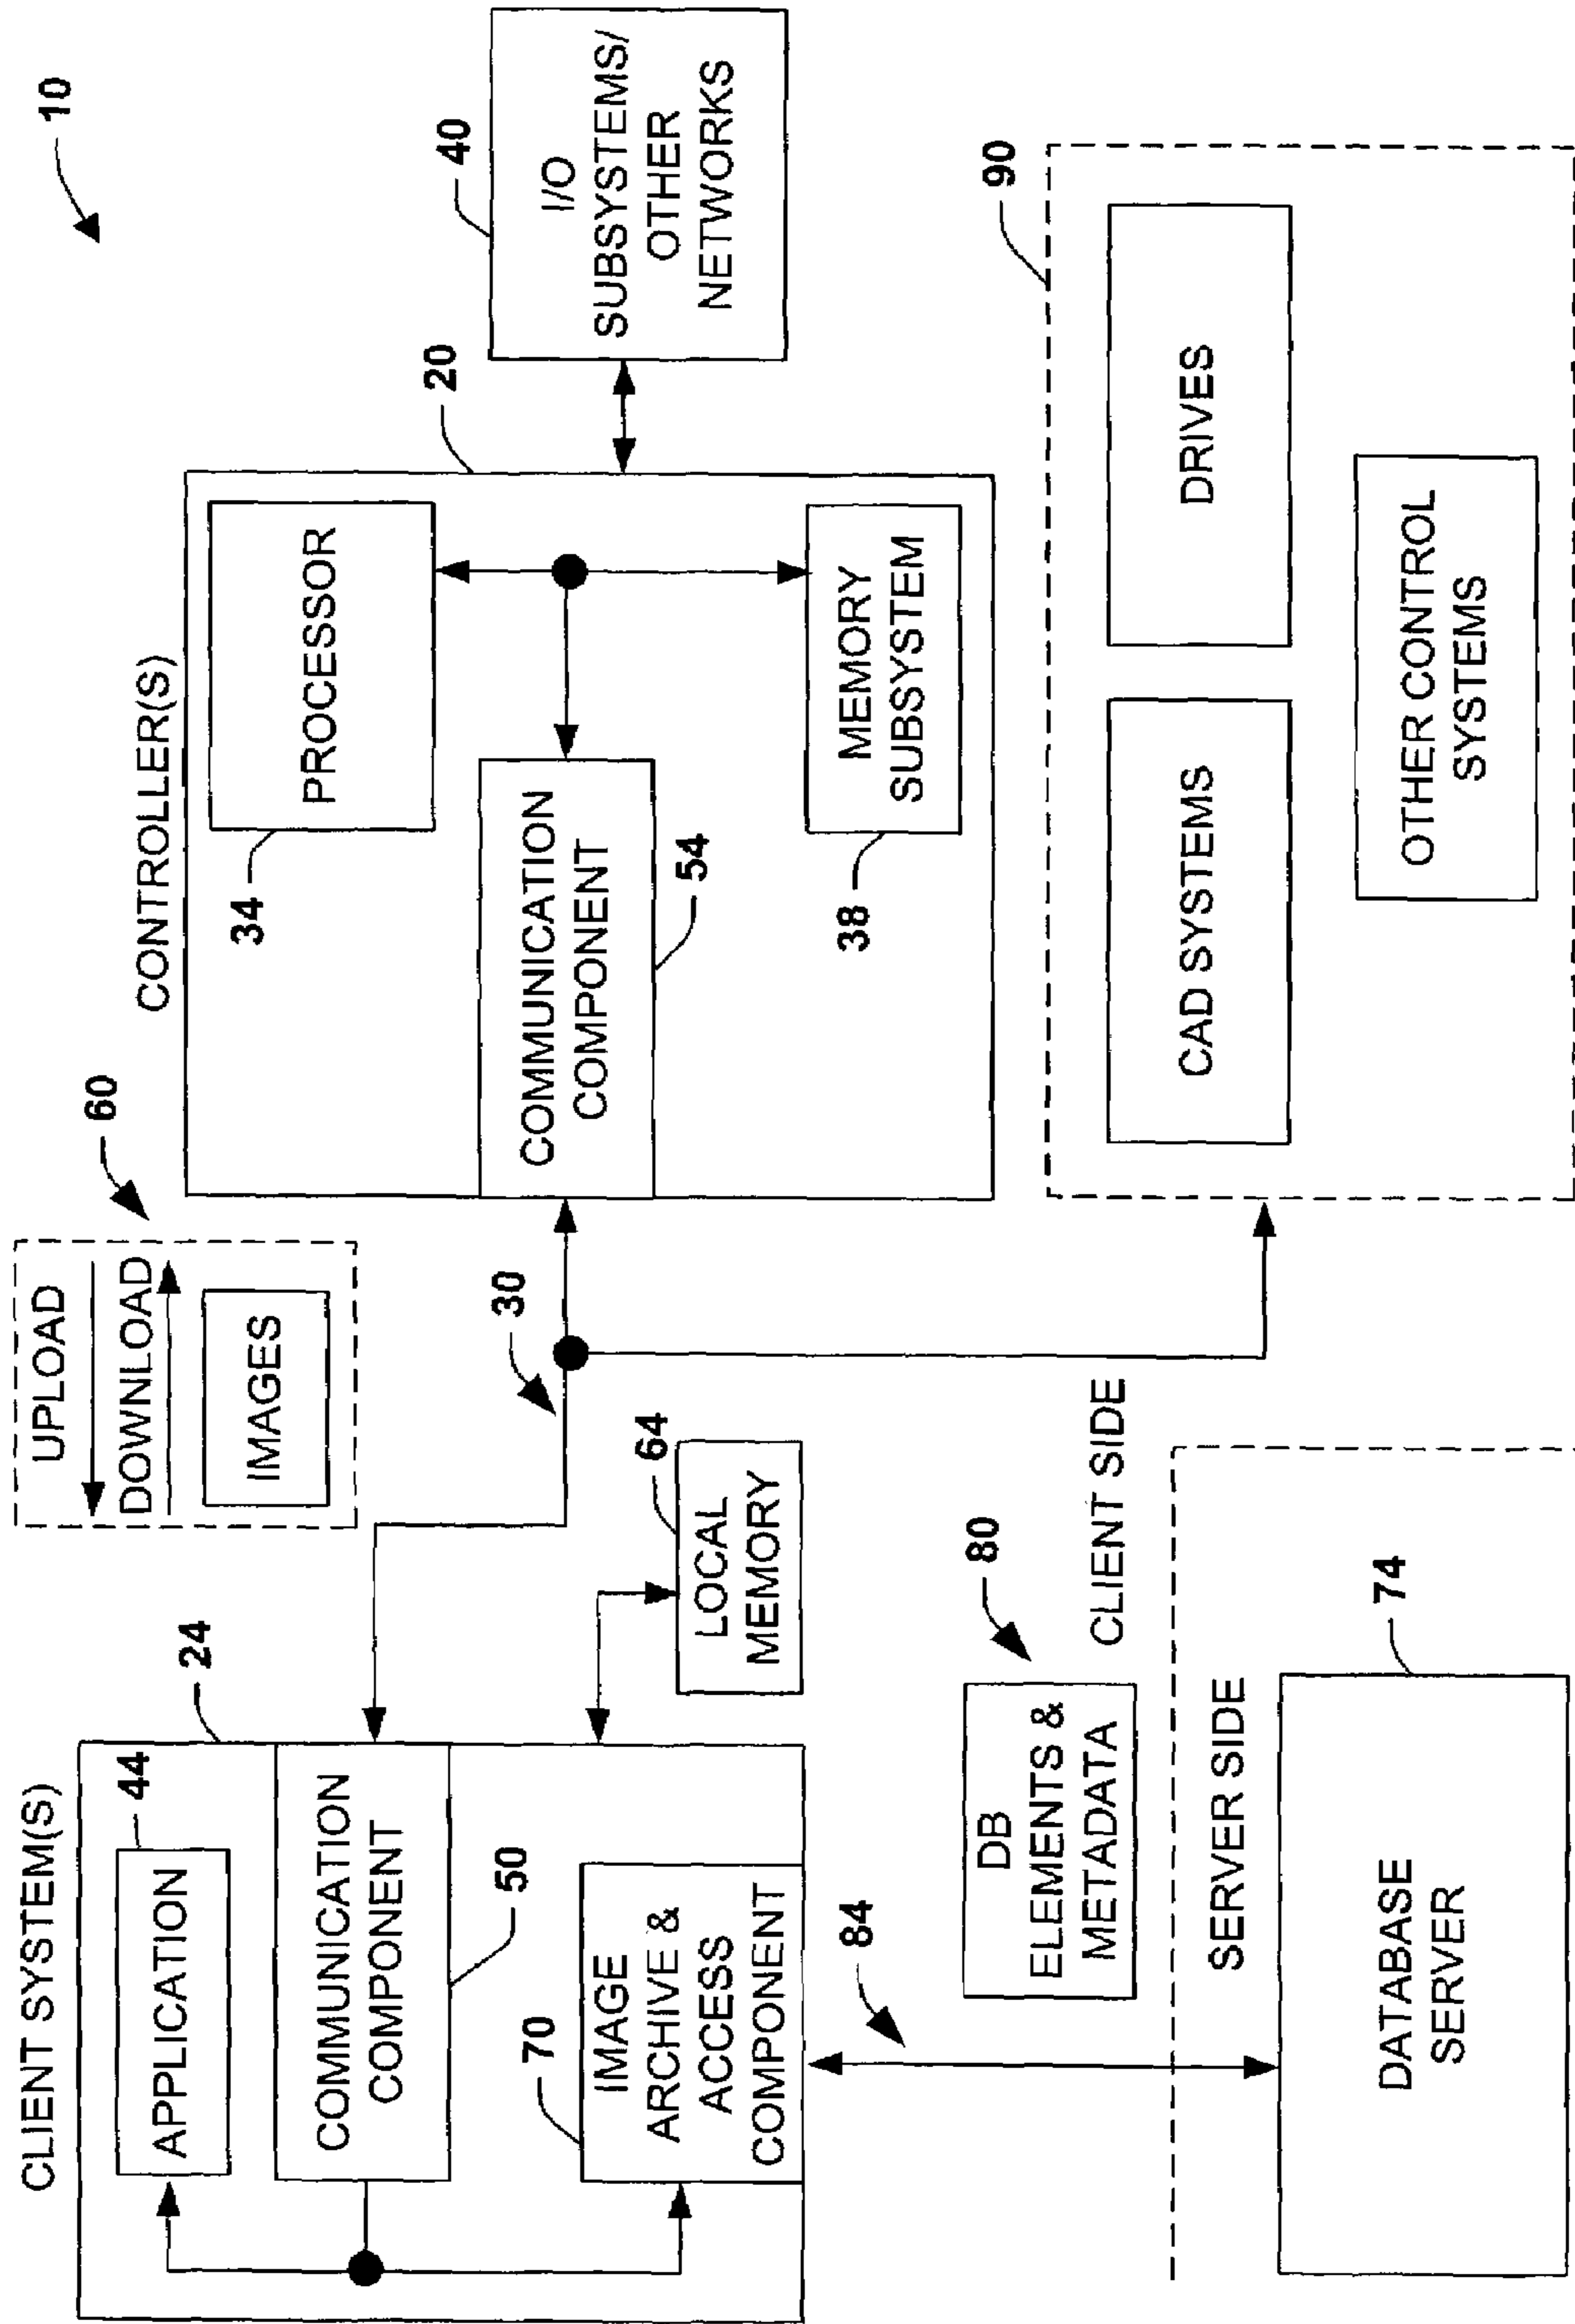 10
CLIENT SYSTEM(S)
24
APPLICATION
44
COMMUNICATION
COMPONENT
50
70
IMAGE
ARCHIVE &
ACCESS
COMPONENT
UPLOAD
DOWNLOAD
IMAGES
60
30
LOCAL
MEMORY
64
CONTROLLER(S)
20
PROCESSOR
34
COMMUNICATION
COMPONENT
54
MEMORY
SUBSYSTEM
38
40
I/O
SUBSYSTEMS/
OTHER
NETWORKS
84
DB
ELEMENTS &
METADATA
80
CLIENT SIDE
SERVER SIDE
DATABASE
SERVER
74
90
CAD SYSTEMS
DRIVES
OTHER CONTROL
SYSTEMS